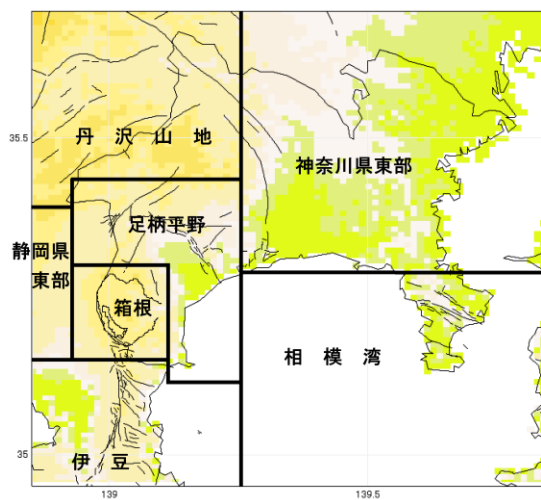 35.5
丹 沢 山 地
神奈川県東部
足柄平野
静岡県
東部
箱根
相 模 湾
35
伊 豆
139
139.5